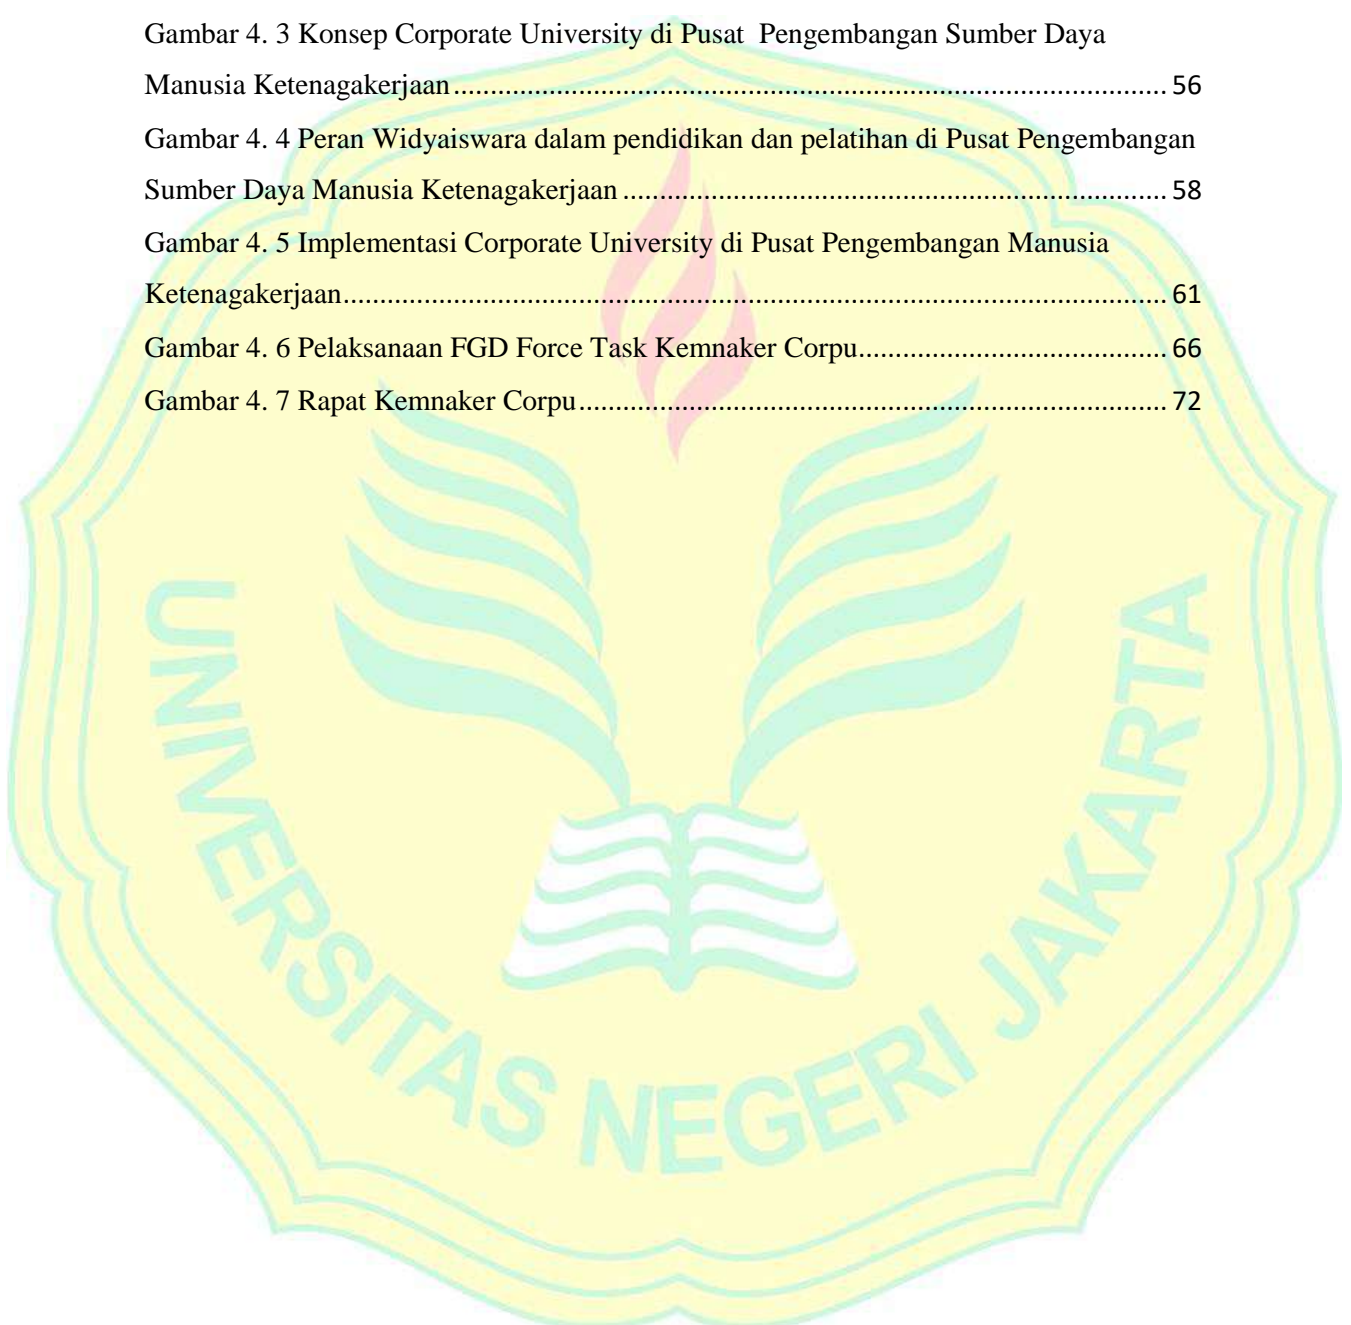 Gambar 4. 3 Konsep Corporate University di Pusat  Pengembangan Sumber Daya
Manusia Ketenagakerjaan.......................................................................................... 56
Gambar 4. 4 Peran Widyaiswara dalam pendidikan dan pelatihan di Pusat Pengembangan
Sumber Daya Manusia Ketenagakerjaan.................................................................... 58
Gambar 4. 5 Implementasi Corporate University di Pusat Pengembangan Manusia
Ketenagakerjaan........................................................................................................ 61
Gambar 4. 6 Pelaksanaan FGD Force Task Kemnaker Corpu....................................... 66
Gambar 4. 7 Rapat Kemnaker Corpu........................................................................... 72
UNIVERSITAS NEGERI JAKARTA